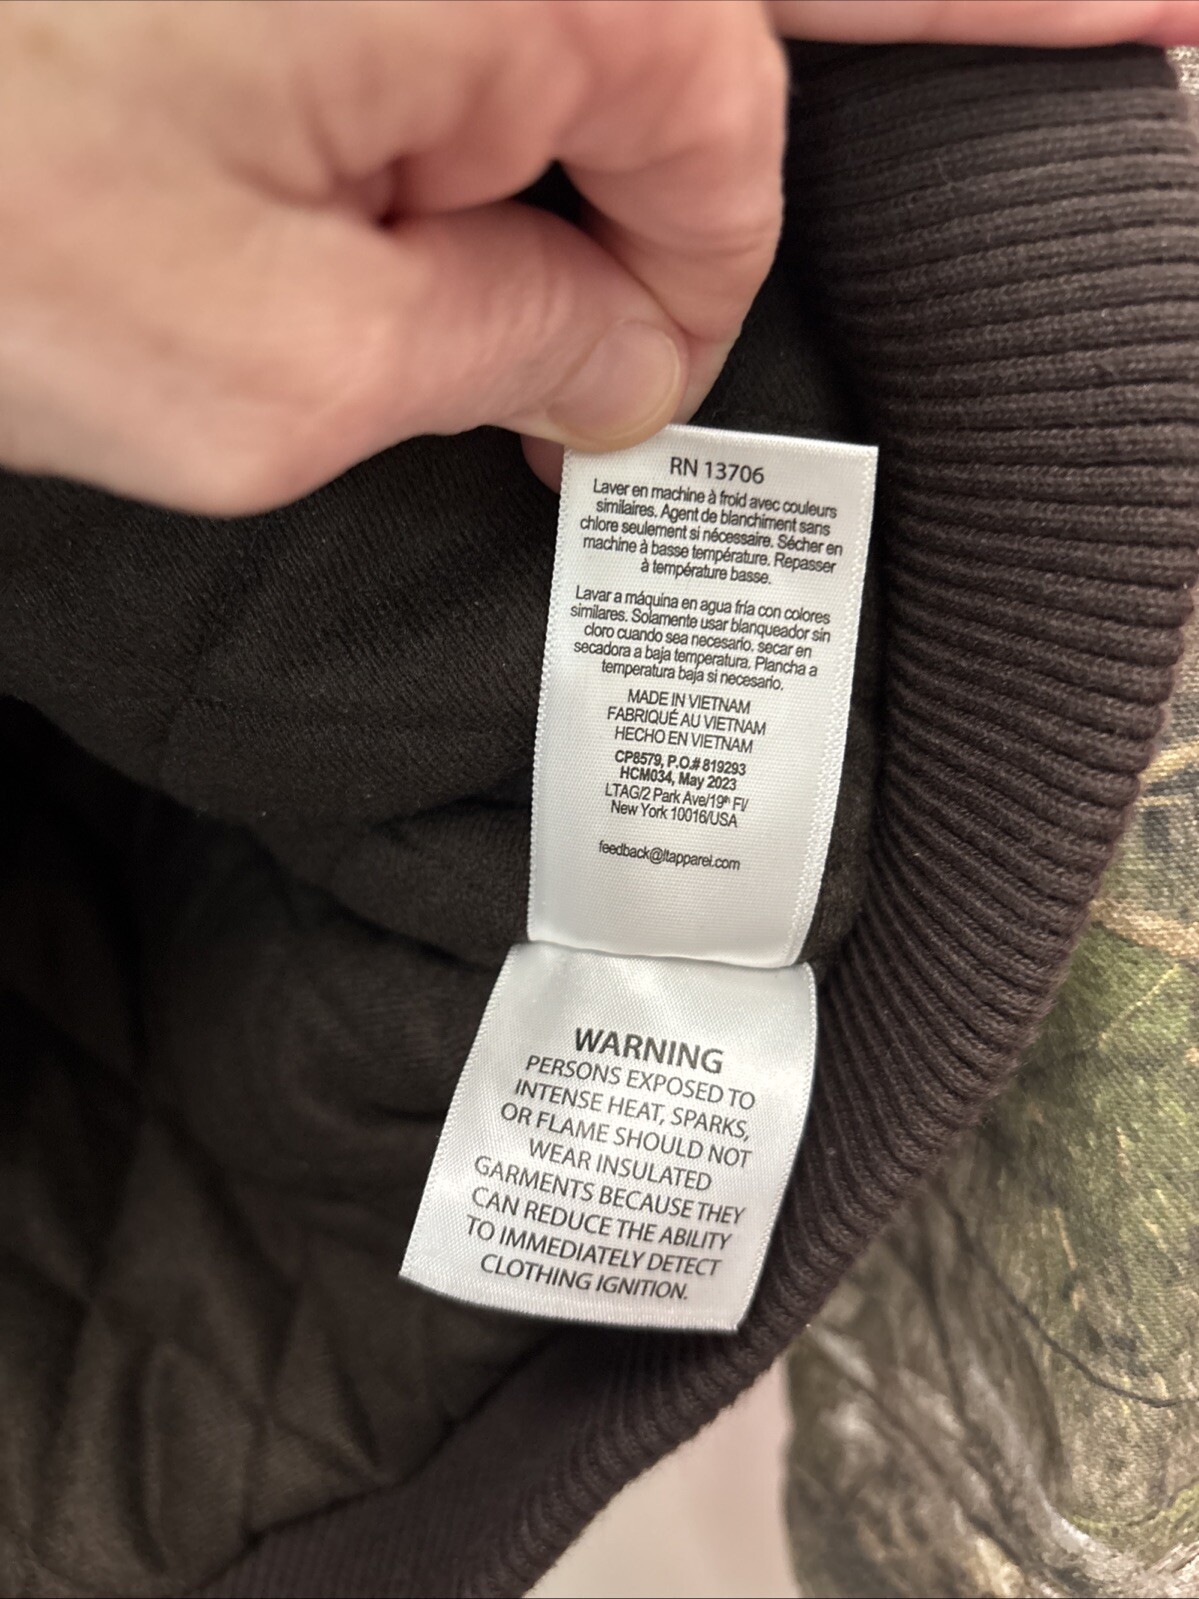 RN 13706
Laver en machine à froid avec couleurs
similaires. Agent de blanchiment sans
chlore seulement si nécessaire. Sécher en
machine à basse température. Repasser
à température basse.
Lavar a máquina en agua fría con colores
similares. Solamente usar blanqueador sin
cloro cuando sea necesario. secar en
secadora a baja temperatura. Plancha a
temperatura baja si necesario.
MADE IN VIETNAM
FABRIQUÉ AU VIETNAM
HECHO EN VIETNAM
CP8579, P.O.# 819293
HCM034, May 2023
LTAG/2 Park Ave/19th Fl/
New York 10016/USA
feedback@ltapparel.com
WARNING
PERSONS EXPOSED TO
INTENSE HEAT, SPARKS,
OR FLAME SHOULD NOT
WEAR INSULATED
GARMENTS BECAUSE THEY
CAN REDUCE THE ABILITY
TO IMMEDIATELY DETECT
CLOTHING IGNITION.